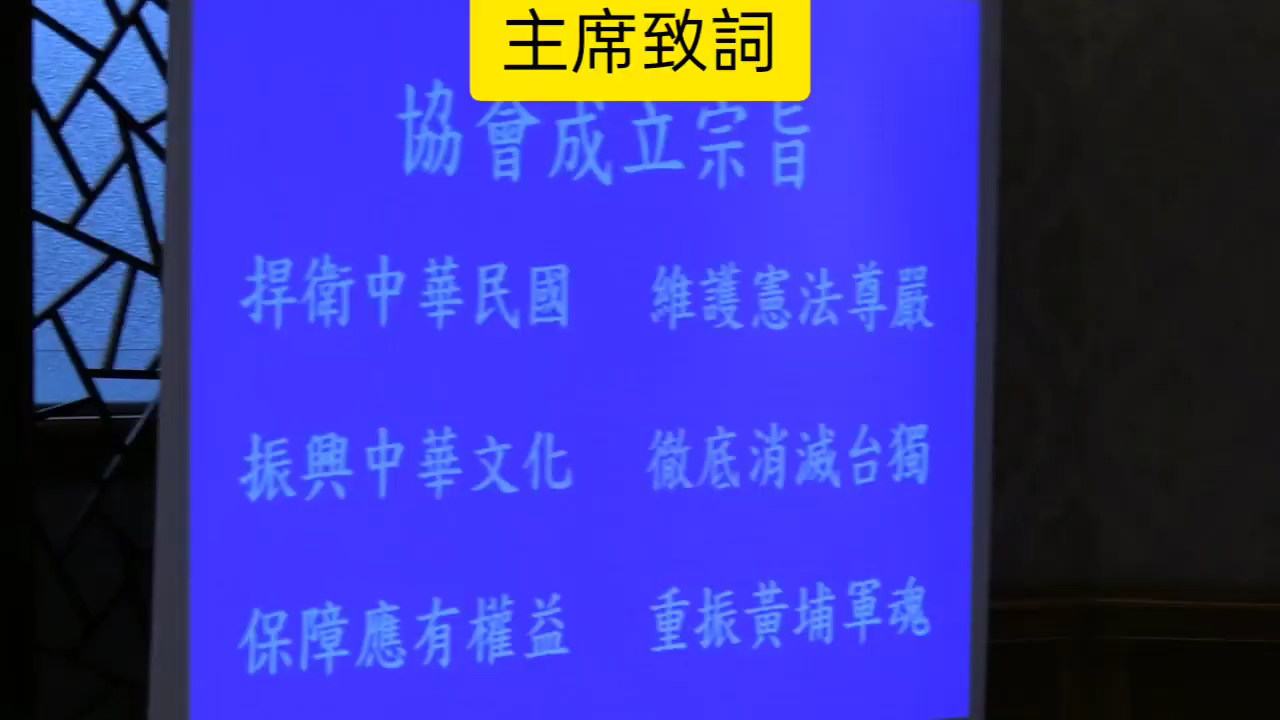 主席致詞
協會成立宗旨
捍衛中華民國 維護憲法尊嚴
振興中華文化 徹底消滅台獨
保障應有權益 重振黃埔軍魂